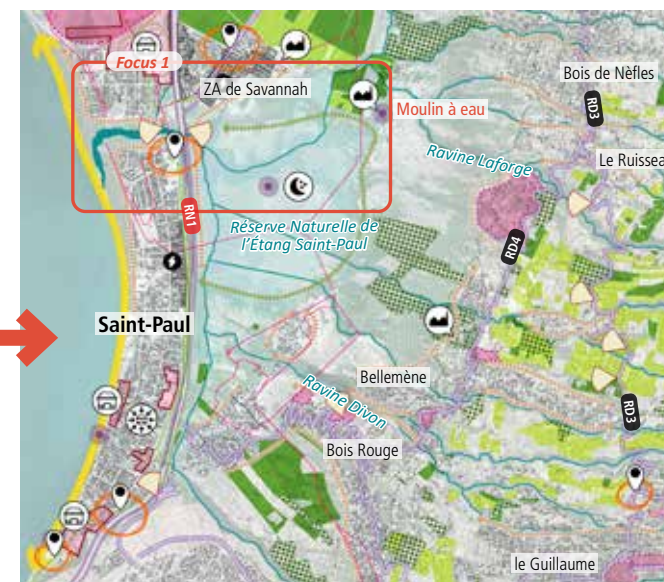 Focus 1
ZA de Savannah
Bois de Nèfles
RD3
Moulin à eau
Ravine Laforge
Le Ruissea
RN1
Réserve Naturelle de
l'Étang Saint-Paul
RD4
Saint-Paul
Bellemène
Ravine Divon
RD3
Bois Rouge
le Guillaume